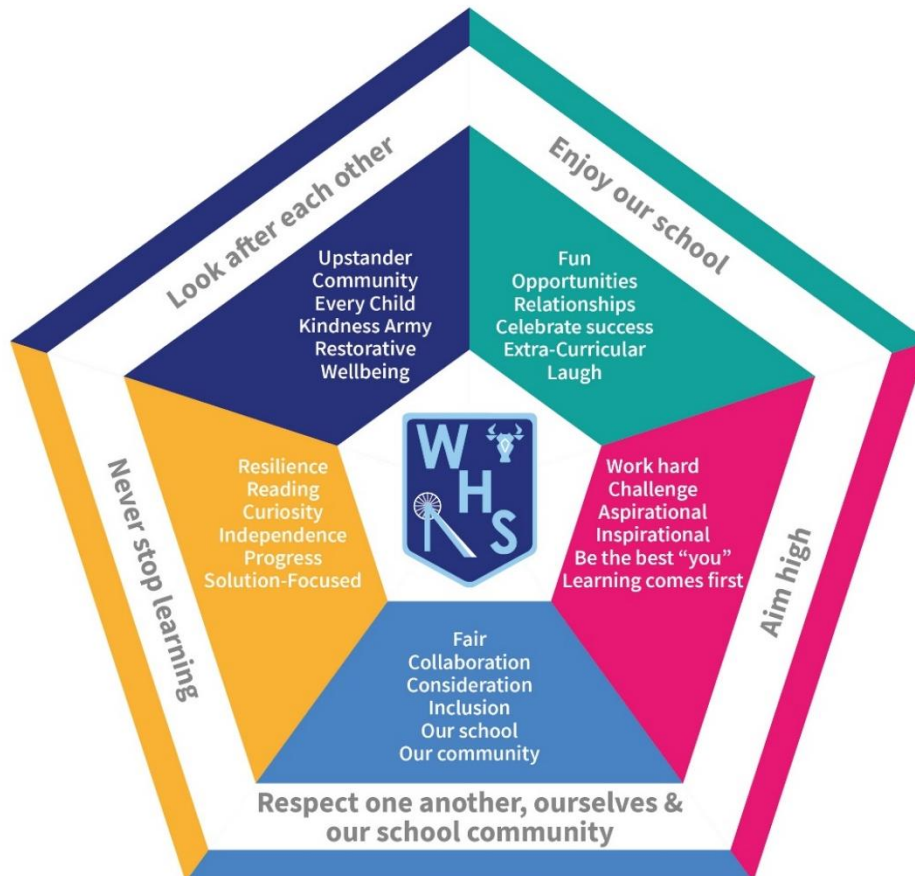 Look after each other
Upstander
Community
Every Child
Kindness Army
Restorative
Wellbeing
Enjoy our school
Fun
Opportunities
Relationships
Celebrate success
Extra-Curricular
Laugh
Never stop learning
Resilience
Reading
Curiosity
Independence
Progress
Solution-Focused
W
H
S
Work hard
Challenge
Aspirational
Inspirational
Be the best “you”
Learning comes first
Aim high
Fair
Collaboration
Consideration
Inclusion
Our school
Our community
Respect one another, ourselves &
our school community